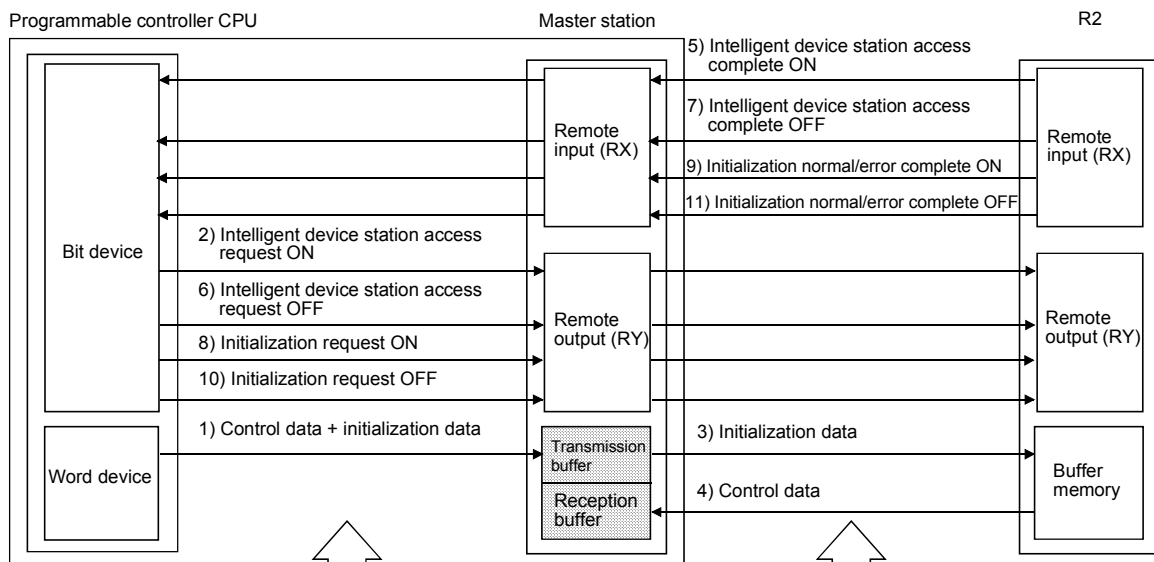 Programmable controller CPU
Master station
R2
5) Intelligent device station access
complete ON
7) Intelligent device station access
complete OFF
Remote
input (RX)
Remote
input (RX)
9) Initialization normal/error complete ON
11) Initialization normal/error complete OFF
Bit device
2) Intelligent device station access
request ON
6) Intelligent device station access
request OFF
Remote
output (RY)
Remote
output (RY)
8) Initialization request ON
10) Initialization request OFF
1) Control data + initialization data
3) Initialization data
Word device
Transmission
buffer
Buffer
memory
4) Control data
Reception
buffer